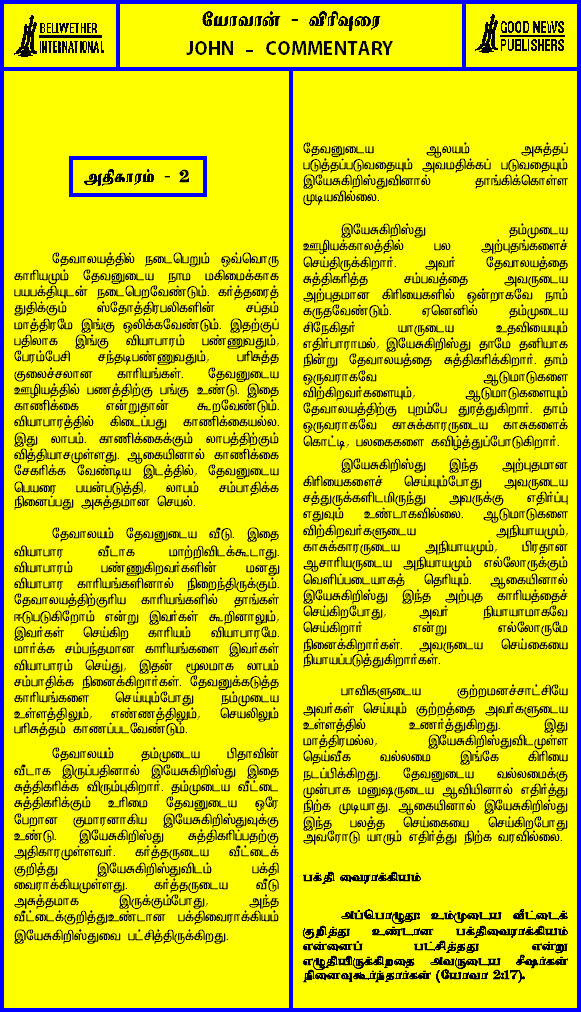 BELLWETHER
INTERNATIONAL
யோவான் - விரிவுரை
JOHN - COMMENTARY
GOOD NEWS
PUBLISHERS
அதிகாரம் - 2
தேவாலயத்தில் நடைபெறும் ஒவ்வொரு
காரியமும் தேவனுடைய நாம மகிமைக்காக
பயபக்தியுடன் நடைபெறவேண்டும். கர்த்தரைத்
துதிக்கும் ஸ்தோத்திரபலிகளின் சப்தம்
மாத்திரமே இங்கு ஒலிக்கவேண்டும். இதற்குப்
பதிலாக இங்கு வியாபாரம் பண்ணுவதும்,
பேரம்பேசி சந்தடிபண்ணுவதும், பரிசுத்த
குலைச்சலான காரியங்கள். தேவனுடைய
ஊழியத்தில் பணத்திற்கு பங்கு உண்டு. இதை
காணிக்கை என்றுதான் கூறவேண்டும்.
வியாபாரத்தில் கிடைப்பது காணிக்கையல்ல.
இது லாபம். காணிக்கைக்கும் லாபத்திற்கும்
வித்தியாசமுள்ளது. ஆகையினால் காணிக்கை
சேகரிக்க வேண்டிய இடத்தில், தேவனுடைய
பெயரை பயன்படுத்தி, லாபம் சம்பாதிக்க
நினைப்பது அசுத்தமான செயல்.
தேவாலயம் தேவனுடைய வீடு. இதை
வியாபார வீடாக மாற்றிவிடக்கூடாது.
வியாபாரம் பண்ணுகிறவர்களின் மனது
வியாபார காரியங்களினால் நிறைந்திருக்கும்.
தேவாலயத்திற்குரிய காரியங்களில் தாங்கள்
ஈடுபடுகிறோம் என்று இவர்கள் கூறினாலும்,
இவர்கள் செய்கிற காரியம் வியாபாரமே.
மார்க்க சம்பந்தமான காரியங்களை இவர்கள்
வியாபாரம் செய்து, இதன் மூலமாக லாபம்
சம்பாதிக்க நினைக்கிறார்கள். தேவனுக்கடுத்த
காரியங்களை செய்யும்போது நம்முடைய
உள்ளத்திலும், எண்ணத்திலும், செயலிலும்
பரிசுத்தம் காணப்படவேண்டும்.
தேவாலயம் தம்முடைய பிதாவின்
வீடாக இருப்பதினால் இயேசுகிறிஸ்து இதை
சுத்திகரிக்க விரும்புகிறார். தம்முடைய வீட்டை
சுத்திகரிக்கும் உரிமை தேவனுடைய ஒரே
பேறான குமாரனாகிய இயேசுகிறிஸ்துவுக்கு
உண்டு. இயேசுகிறிஸ்து சுத்திகரிப்பதற்கு
அதிகாரமுள்ளவர். கர்த்தருடைய வீட்டைக்
குறித்து இயேசுகிறிஸ்துவிடம் பக்தி
வைராக்கியமுள்ளது. கர்த்தருடைய வீடு
அசுத்தமாக இருக்கும்போது, அந்த
வீட்டைக்குறித்துஉண்டான பக்திவைராக்கியம்
இயேசுகிறிஸ்துவை பட்சித்திருக்கிறது.
தேவனுடைய ஆலயம் அசுத்தப்
படுத்தப்படுவதையும் அவமதிக்கப் படுவதையும்
இயேசுகிறிஸ்துவினால் தாங்கிக்கொள்ள
முடியவில்லை.
இயேசுகிறிஸ்து தம்முடைய
ஊழியக்காலத்தில் பல அற்புதங்களைச்
செய்திருக்கிறார். அவர் தேவாலயத்தை
சுத்திகரித்த சம்பவத்தை அவருடைய
அற்புதமான கிரியைகளில் ஒன்றாகவே நாம்
கருதவேண்டும். ஏனெனில் தம்முடைய
சிநேகிதர் யாருடைய உதவியையும்
எதிர்பாராமல், இயேசுகிறிஸ்து தாமே தனியாக
நின்று தேவாலயத்தை சுத்திகரிக்கிறார். தாம்
ஒருவராகவே ஆடுமாடுகளை
விற்கிறவர்களையும், ஆடுமாடுகளையும்
தேவாலயத்திற்கு புறம்பே துரத்துகிறார். தாம்
ஒருவராகவே காசுக்காரருடைய காசுகளைக்
கொட்டி, பலகைகளை கவிழ்த்துப்போடுகிறார்.
இயேசுகிறிஸ்து இந்த அற்புதமான
கிரியைகளைச் செய்யும்போது அவருடைய
சத்துருக்களிடமிருந்து அவருக்கு எதிர்ப்பு
எதுவும் உண்டாகவில்லை. ஆடுமாடுகளை
விற்கிறவர்களுடைய அநியாயமும்,
காசுக்காரருடைய அநியாயமும், பிரதான
ஆசாரியருடைய அநியாயமும் எல்லோருக்கும்
வெளிப்படையாகத் தெரியும். ஆகையினால்
இயேசுகிறிஸ்து இந்த அற்புத காரியத்தைச்
செய்கிறபோது, அவர் நியாயமாகவே
செய்கிறார் என்று எல்லோருமே
நினைக்கிறார்கள். அவருடைய செய்கையை
நியாயப்படுத்துகிறார்கள்.
பாவிகளுடைய குற்றமனச்சாட்சியே
அவர்கள் செய்யும் குற்றத்தை அவர்களுடைய
உள்ளத்தில் உணர்த்துகிறது. இது
மாத்திரமல்ல, இயேசுகிறிஸ்துவிடமுள்ள
தெய்வீக வல்லமை இங்கே கிரியை
நடப்பிக்கிறது. தேவனுடைய வல்லமைக்கு
முன்பாக மனுஷருடைய ஆவியினால் எதிர்த்து
நிற்க முடியாது. ஆகையினால் இயேசுகிறிஸ்து
இந்த பலத்த செய்கையை செய்கிறபோது
அவரோடு யாரும் எதிர்த்து நிற்க வரவில்லை.
பக்தி வைராக்கியம்
அப்பொழுது: உம்முடைய வீட்டைக்
குறித்து உண்டான பக்திவைராக்கியம்
என்னைப் பட்சித்தது என்று
எழுதியிருக்கிறதை அவருடைய சீஷர்கள்
நினைவுகூர்ந்தார்கள் (யோவா 2:17).